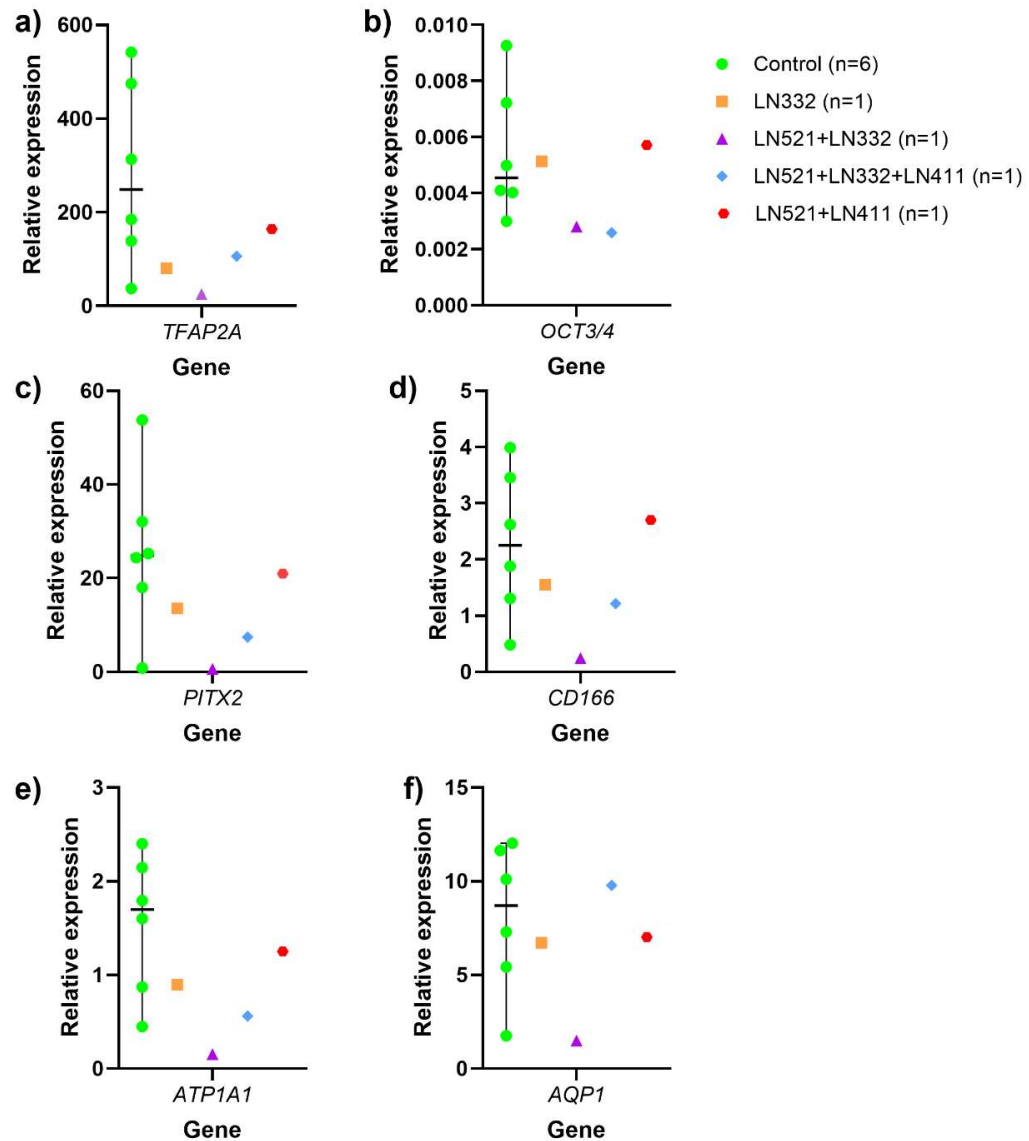 a)
Relative expression
600
400
200
0
TFAP2A
Gene
b)
Relative expression
0.010
0.008
0.006
0.004
0.002
0.000
OCT3/4
Gene
Control (n=6)
LN332 (n=1)
LN521+LN332 (n=1)
LN521+LN332+LN411 (n=1)
LN521+LN411 (n=1)
c)
Relative expression
60
40
20
0
PITX2
Gene
d)
Relative expression
5
4
3
2
1
0
CD166
Gene
e)
Relative expression
3
2
1
0
ATP1A1
Gene
f)
Relative expression
15
10
5
0
AQP1
Gene